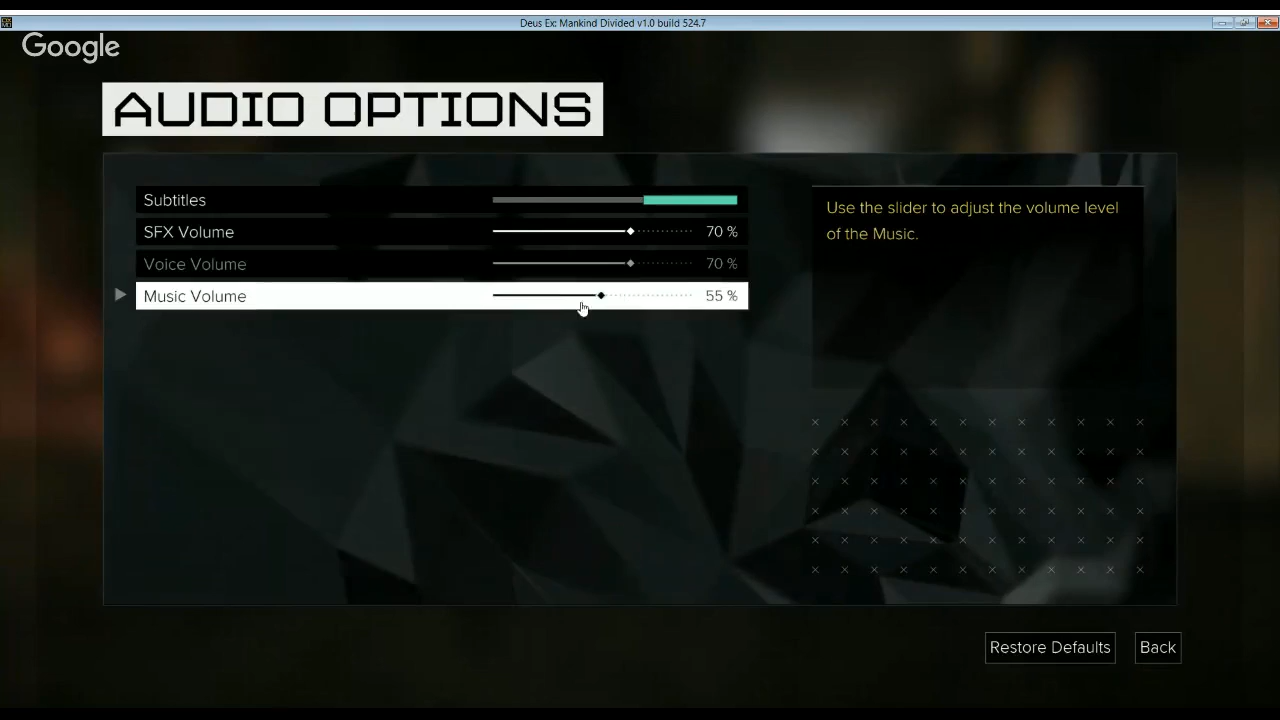 Deus Ex: Mankind Divided v1.0 build 524.7
Google
AUDIO OPTIONS
Subtitles
SFX Volume 70 %
Voice Volume 70 %
Music Volume 55 %
Use the slider to adjust the volume level
of the Music.
Restore Defaults Back